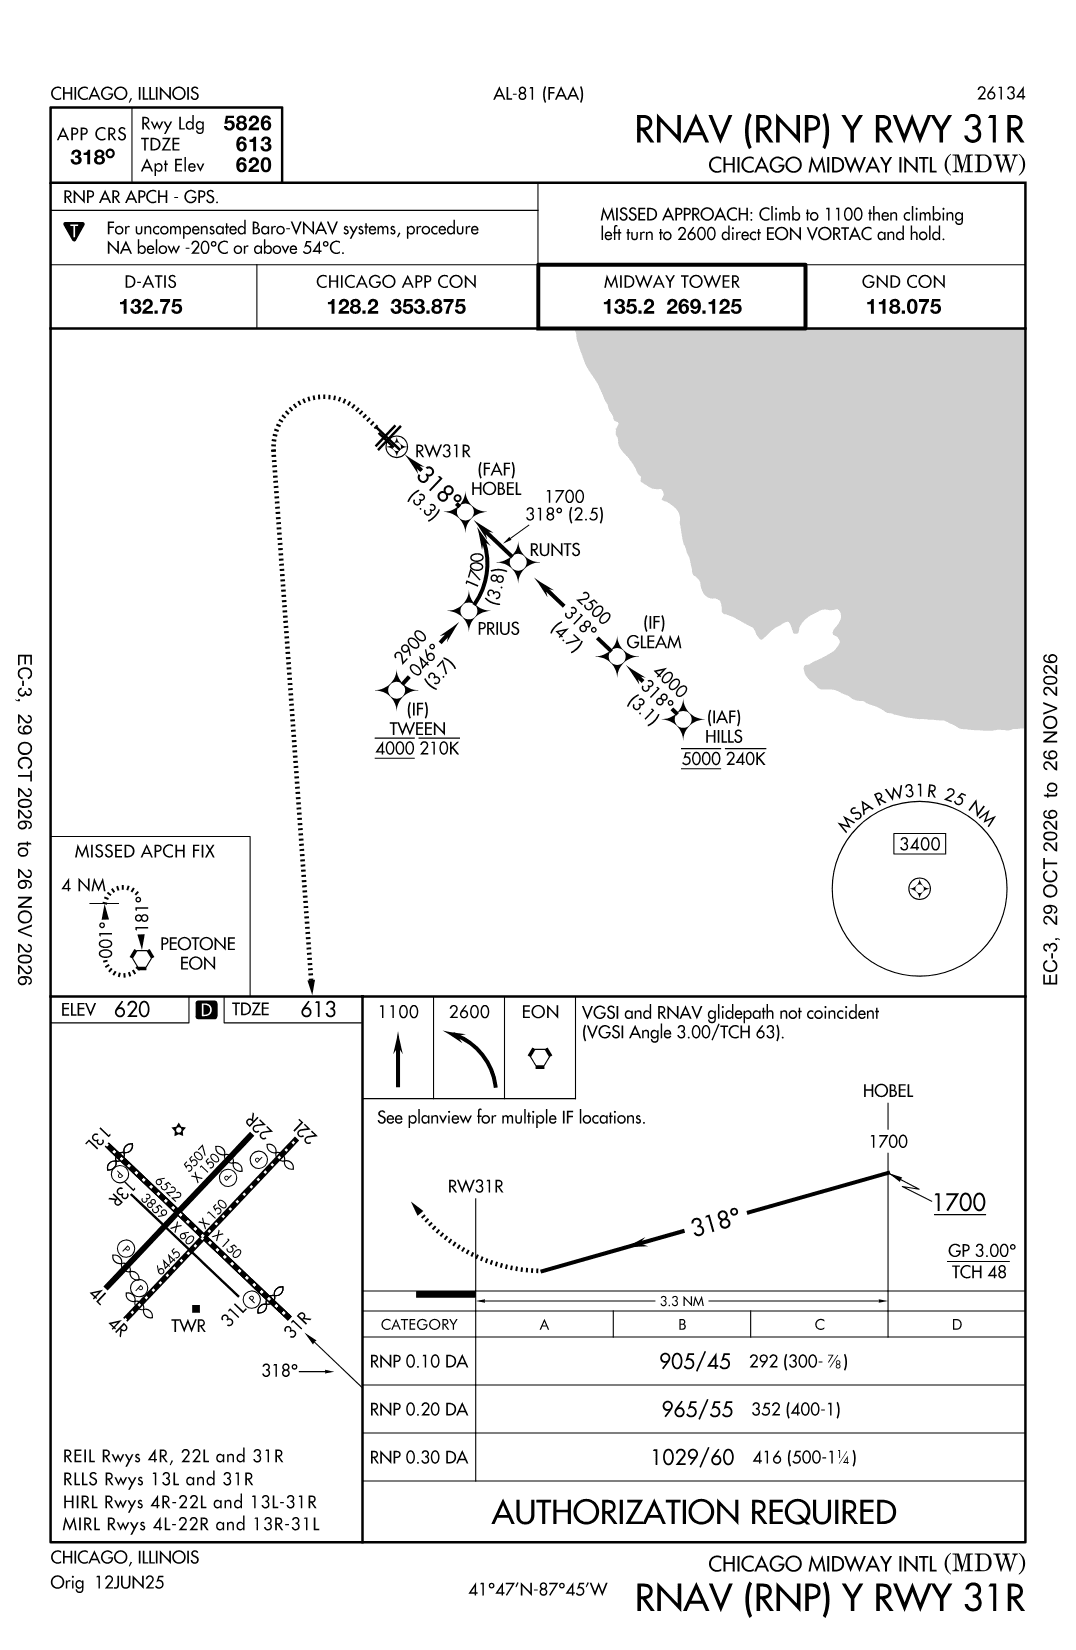 CHICAGO, ILLINOIS
AL-81 (FAA)
26134
APP CRS
318°
Rwy Ldg 5826
TDZE 613
Apt Elev 620
RNAV (RNP) Y RWY 31R
CHICAGO MIDWAY INTL (MDW)
RNP AR APCH - GPS.
T
For uncompensated Baro-VNAV systems, procedure
NA below -20°C or above 54°C.
MISSED APPROACH: Climb to 1100 then climbing
left turn to 2600 direct EON VORTAC and hold.
D-ATIS
132.75
CHICAGO APP CON
128.2 353.875
MIDWAY TOWER
135.2 269.125
GND CON
118.075
RW31R
318°
(3.3)
(FAF)
HOBEL
1700
318° (2.5)
RUNTS
1700
(3.8)
PRIUS
2500
318°
(4.7)
(IF)
GLEAM
2900
046°
(3.7)
4000
318°
(3.1)
(IF)
TWEEN
4000 210K
(IAF)
HILLS
5000 240K
MSA RW31R 25 NM
3400
MISSED APCH FIX
4 NM
181°
001°
PEOTONE
EON
EC-3, 29 OCT 2026 to 26 NOV 2026
EC-3, 29 OCT 2026 to 26 NOV 2026
ELEV 620
D
TDZE 613
13L
22R
22L
5507
X 150
P
P
P
6522
13R
3859
X 60
X 150
X 150
6445
P
P
P
4L
4R
TWR
31L
31R
318°
REIL Rwys 4R, 22L and 31R
RLLS Rwys 13L and 31R
HIRL Rwys 4R-22L and 13L-31R
MIRL Rwys 4L-22R and 13R-31L
1100
2600
EON
VGSI and RNAV glidepath not coincident
(VGSI Angle 3.00/TCH 63).
See planview for multiple IF locations.
HOBEL
1700
RW31R
318°
1700
GP 3.00°
TCH 48
3.3 NM
CATEGORY A B C D
RNP 0.10 DA 905/45 292 (300-⅞)
RNP 0.20 DA 965/55 352 (400-1)
RNP 0.30 DA 1029/60 416 (500-1¼)
AUTHORIZATION REQUIRED
CHICAGO, ILLINOIS
Orig 12JUN25
41°47'N-87°45'W
CHICAGO MIDWAY INTL (MDW)
RNAV (RNP) Y RWY 31R